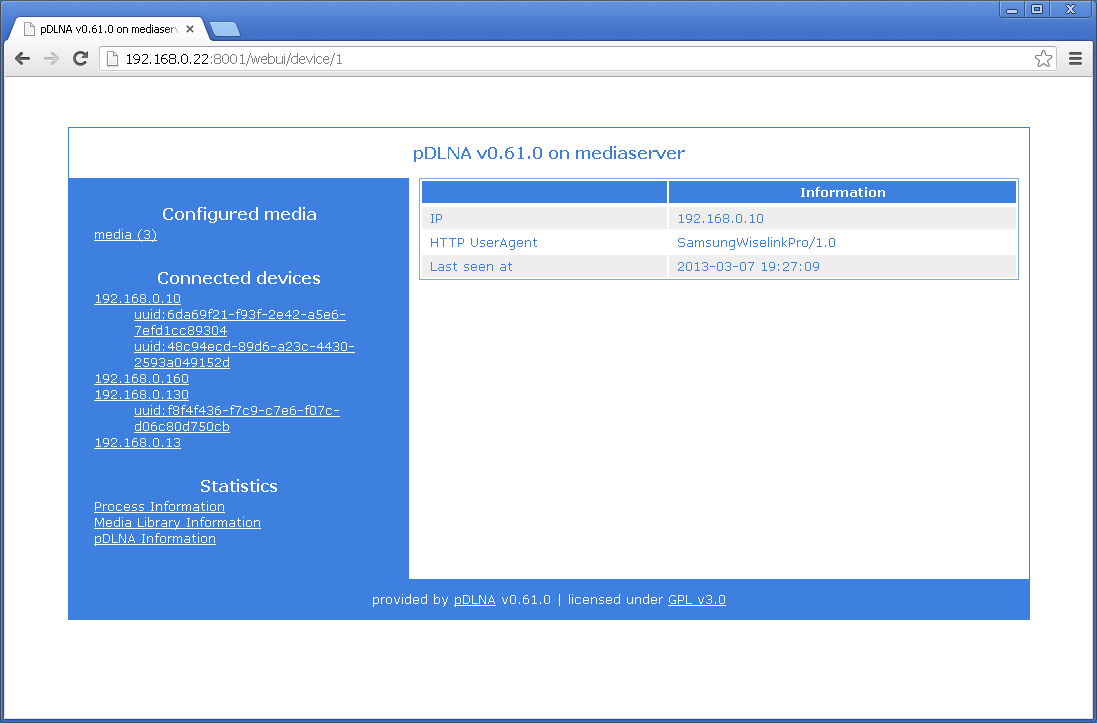 pDLNA v0.61.0 on mediaserv
192.168.0.22:8001/webui/device/1
pDLNA v0.61.0 on mediaserver
Configured media
media (3)
Connected devices
192.168.0.10
uuid:6da69f21-f93f-2e42-a5e6-
7efd1cc89304
uuid:48c94ecd-89d6-a23c-4430-
2593a049152d
192.168.0.160
192.168.0.130
uuid:f8f4f436-f7c9-c7e6-f07c-
d06c80d750cb
192.168.0.13
Statistics
Process Information
Media Library Information
pDLNA Information
Information
IP 192.168.0.10
HTTP UserAgent SamsungWiselinkPro/1.0
Last seen at 2013-03-07 19:27:09
provided by pDLNA v0.61.0 | licensed under GPL v3.0